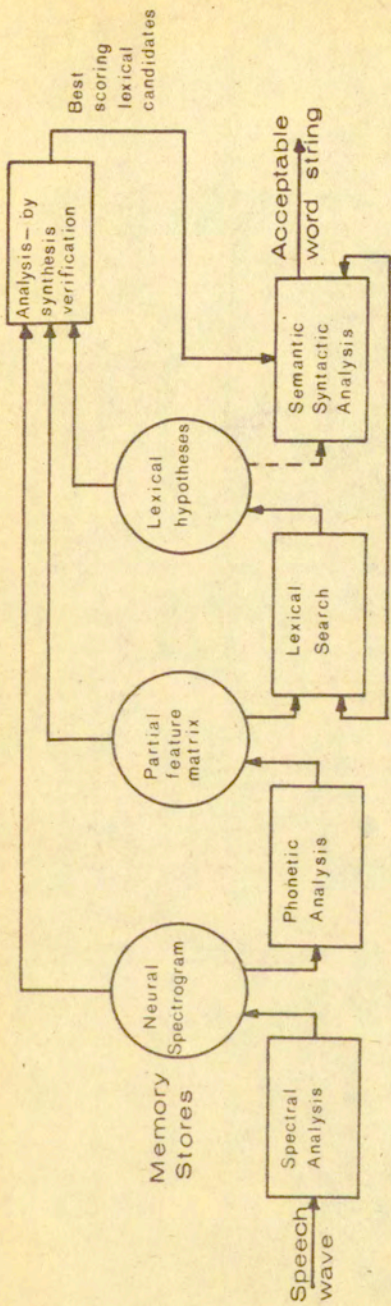 Speech
wave
Spectral
Analysis
Memory
Stores
Neural
Spectrogram
Phonetic
Analysis
Partial
feature
matrix
Lexical
Search
Lexical
hypotheses
Semantic
Syntactic
Analysis
Analysis-by
synthesis
verification
Best
scoring
lexical
candidates
Acceptable
word string